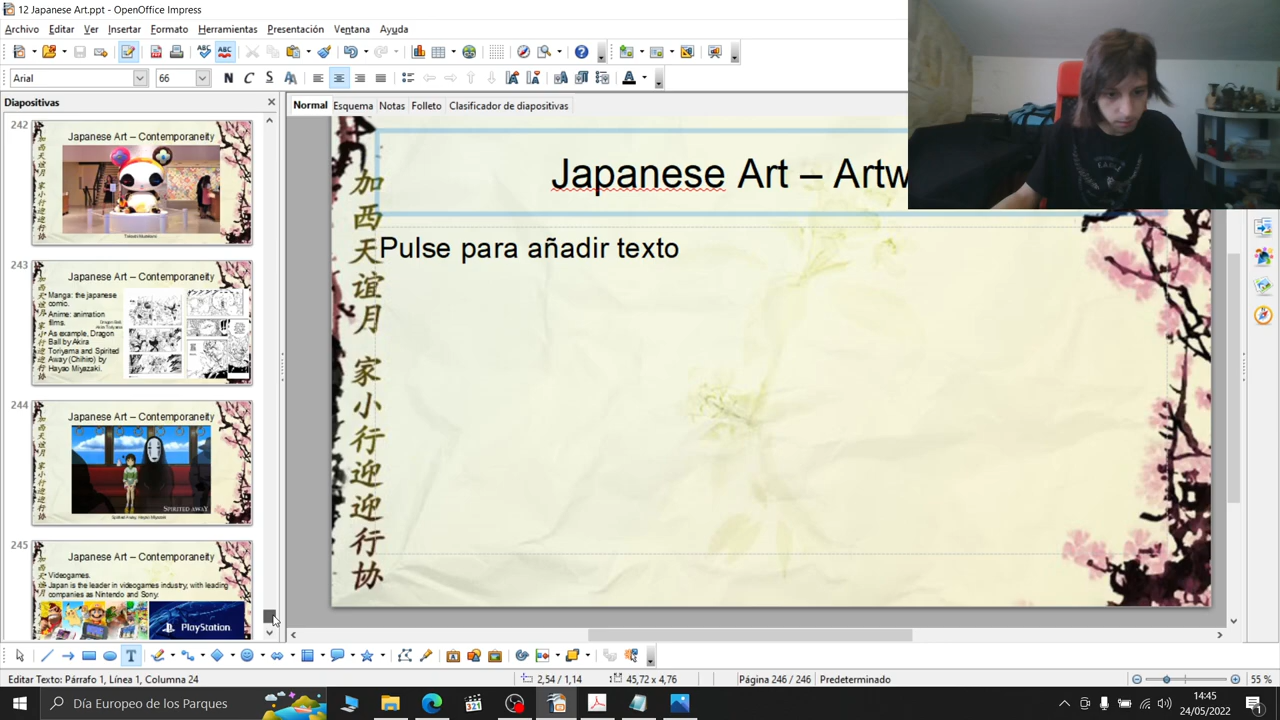 12 Japanese Art.ppt - OpenOffice Impress
Archivo Editar Ver Insertar Formato Herramientas Presentación Ventana Ayuda
Arial 66
Diapositivas
Normal Esquema Notas Folleto Clasificador de diapositivas
242
Japanese Art – Contemporaneity
243
Japanese Art – Contemporaneity
Manga: the japanese
comic.
Anime: animation
films.
As example, Dragon
Ball by Akira
Toriyama and Spirited
Away (Chihiro) by
Hayao Miyazaki.
244
Japanese Art – Contemporaneity
SPIRITED AWAY
Spirited Away, Hayao Miyazaki
245
Japanese Art – Contemporaneity
Videogames.
Japan is the leader in videogames industry, with leading
companies as Nintendo and Sony.
PlayStation.
Japanese Art – Artw
Pulse para añadir texto
加
西
天
谊
月
家
小
行
迎
迎
行
协
Editar Texto: Párrafo 1, Línea 1, Columna 24
2,54 / 1,14
45,72 x 4,76
Página 246 / 246
Predeterminado
55 %
Día Europeo de los Parques
14:45
24/05/2022